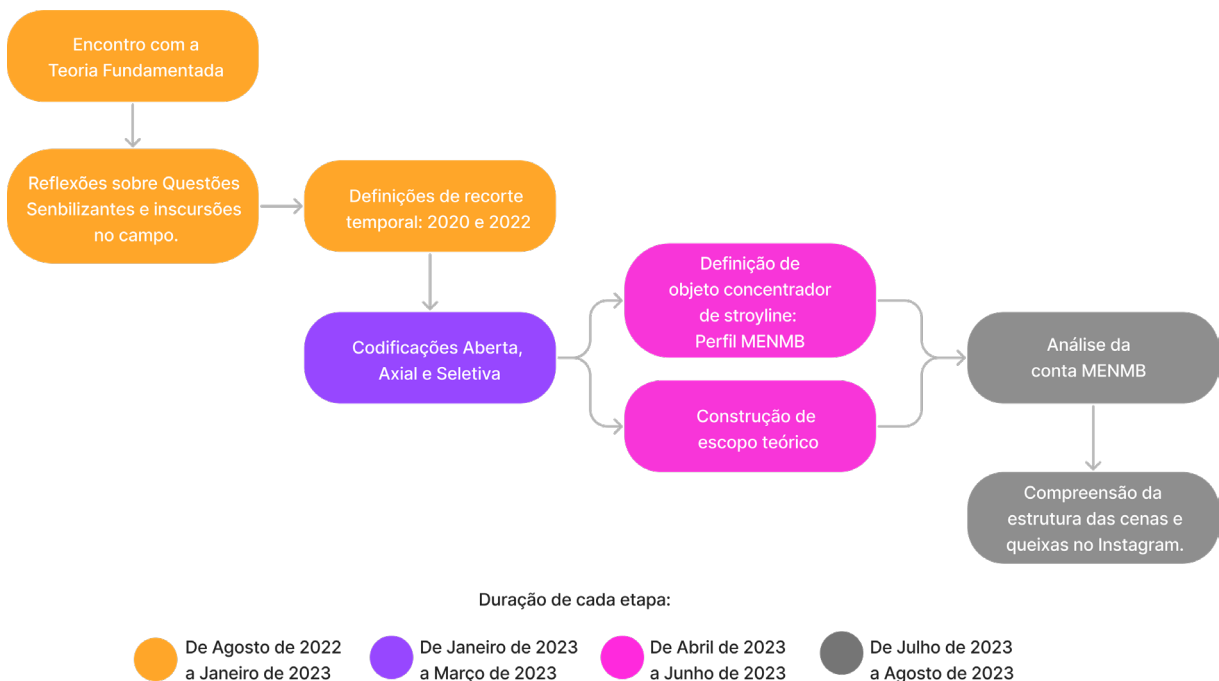 Encontro com a
Teoria Fundamentada
Reflexões sobre Questões
Senbilizantes e inscursões
no campo.
Definições de recorte
temporal: 2020 e 2022
Codificações Aberta,
Axial e Seletiva
Definição de
objeto concentrador
de stroyline:
Perfil MENMB
Construção de
escopo teórico
Análise da
conta MENMB
Compreensão da
estrutura das cenas e
queixas no Instagram.
Duração de cada etapa:
De Agosto de 2022
a Janeiro de 2023
De Janeiro de 2023
a Março de 2023
De Abril de 2023
a Junho de 2023
De Julho de 2023
a Agosto de 2023